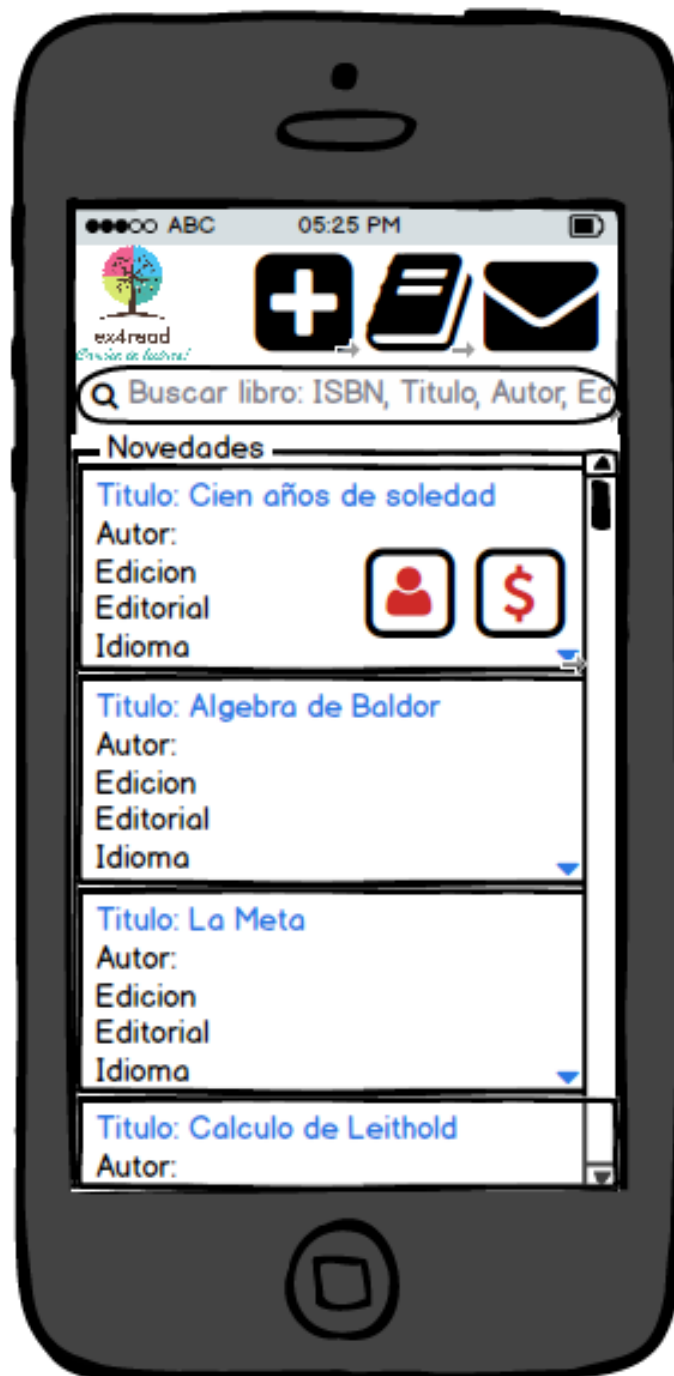 ABC 05:25 PM
ex4read
Buscar libro: ISBN, Titulo, Autor, Ed
Novedades
Titulo: Cien años de soledad
Autor:
Edicion
Editorial
Idioma
$
Titulo: Algebra de Baldor
Autor:
Edicion
Editorial
Idioma
Titulo: La Meta
Autor:
Edicion
Editorial
Idioma
Titulo: Calculo de Leithold
Autor: